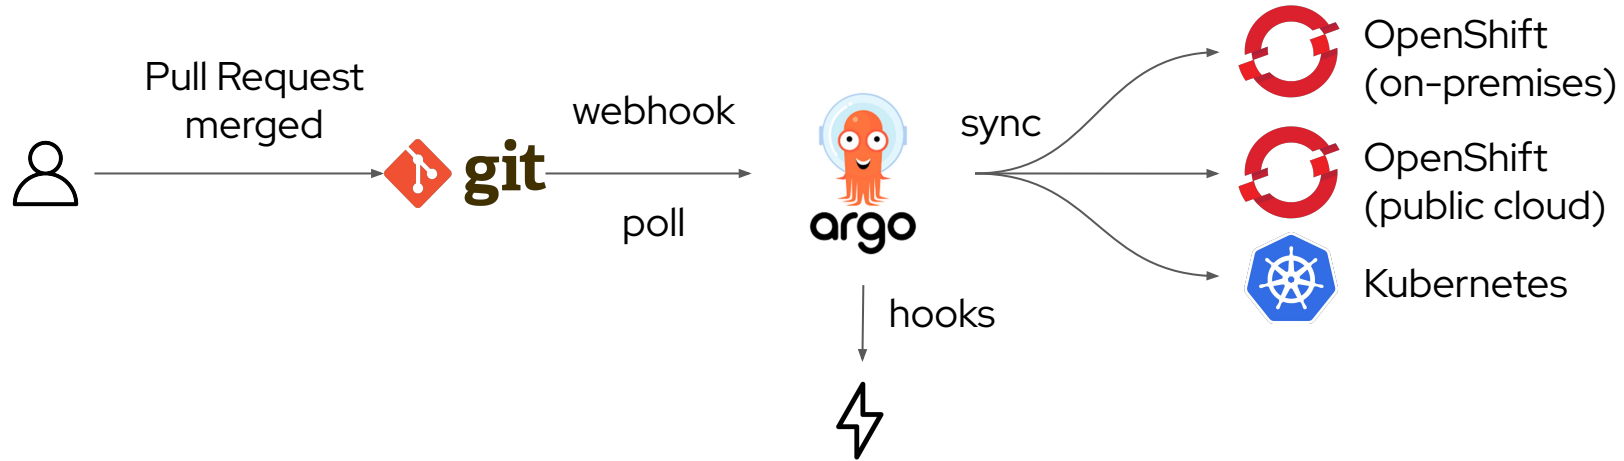 Pull Request
merged
git
webhook
poll
argo
hooks
sync
OpenShift
(on-premises)
OpenShift
(public cloud)
Kubernetes